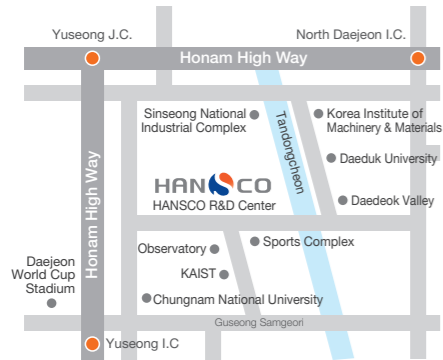 Yuseong J.C.
North Daejeon I.C.
Honam High Way
Sinseong National
Industrial Complex
Tandongcheon
Korea Institute of
Machinery & Materials
Daeduk University
HANSCO
HANSCO R&D Center
Daedeok Valley
Honam High Way
Observatory
Sports Complex
KAIST
Daejeon
World Cup
Stadium
Chungnam National University
Guseong Samgeori
Yuseong I.C